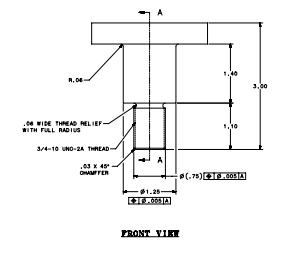 A
R.06
1.40
3.00
.06 WIDE THREAD RELIEF
WITH FULL RADIUS
1.10
3/4-10 UNC-2A THREAD
A
.03 X 45°
CHAMFER
Ø(.75) ⌖ Ø.005 A
Ø1.25
⌖ Ø.005 A
FRONT VIEW